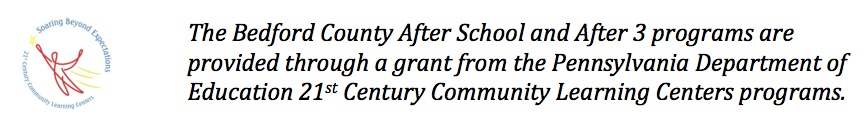 Soaring Beyond Expectations
21st Century Community Learning Centers
The Bedford County After School and After 3 programs are
provided through a grant from the Pennsylvania Department of
Education 21st Century Community Learning Centers programs.